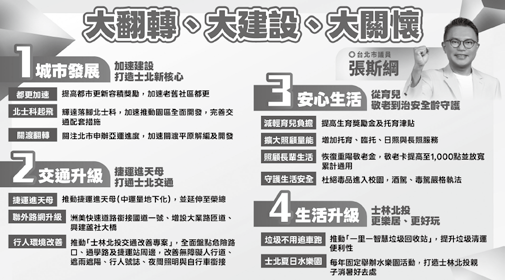 大翻轉、大建設、大關懷
台北市議員
張斯綱
1 城市發展
加速建設
打造士北新核心
都更加速
提高都市更新容積獎勵，加速老舊社區都更
北士科起飛
輝達落腳北士科，加速推動園區全面開發，完善交
通配套措施
關渡翻轉
關注北市申辦亞運進度，加速關渡平原解編及開發
2 交通升級
捷運進天母
打造士北交通
捷運進天母
推動捷運進天母（中運量地下化），並延伸至榮總
聯外路網升級
洲美快速道路銜接國道一號、增設大業路匝道、
興建蘆社大橋
行人環境改善
推動「士林北投交通改善專案」，全面盤點危險路
口、通學路及捷運站周邊，改善無障礙人行道、
遮雨遮陽、行人號誌、夜間照明與自行車銜接
3 安心生活
從育兒、
敬老到治安全齡守護
減輕育兒負擔
提高生育獎勵金及托育津貼
擴大照顧量能
增加托育、臨托、日照與長照服務
照顧長輩生活
恢復重陽敬老金，敬老卡提高至1,000點並放寬
累計適用
守護生活安全
杜絕毒品進入校園，酒駕、毒駕嚴格執法
4 生活升級
士林北投
更樂居、更好玩
垃圾不用追車跑
推動「一里一智慧垃圾回收站」，提升垃圾清運
便利性
士北夏日水樂園
每年固定舉辦水樂園活動，打造士林北投親
子消暑好去處